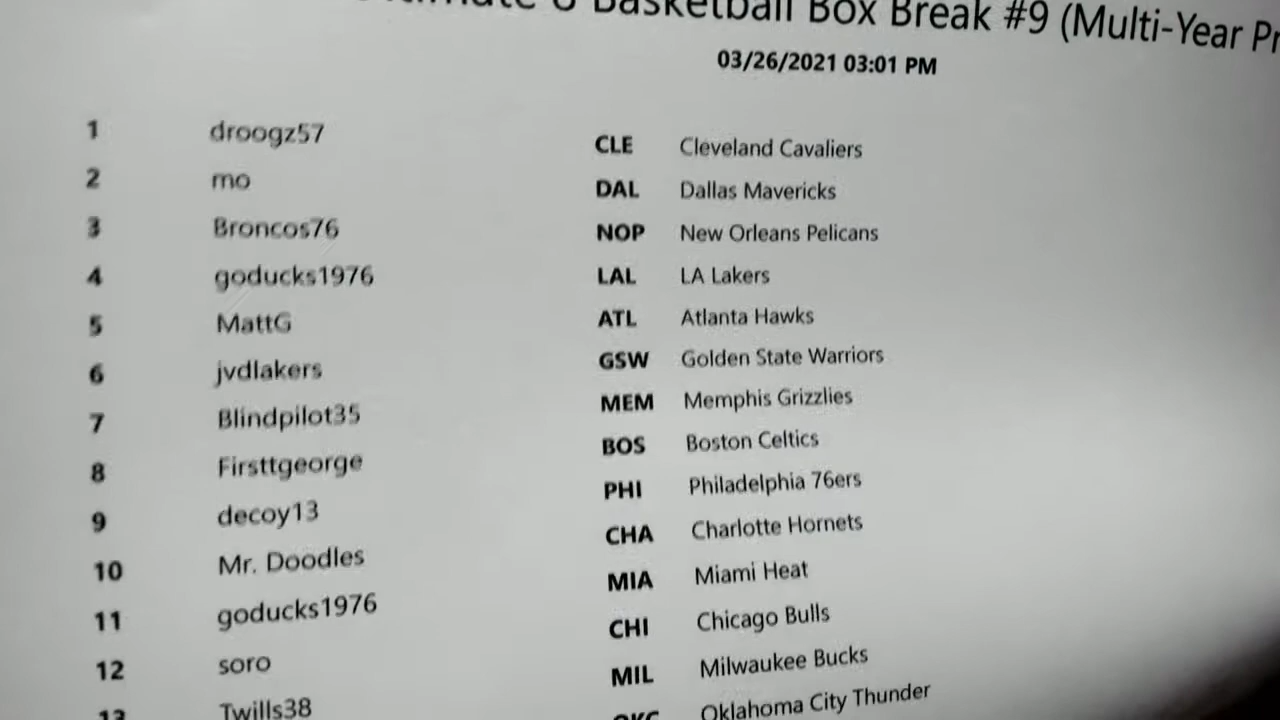 8 Basketball Box Break #9 (Multi-Year
03/26/2021 03:01 PM
1 droogz57 CLE Cleveland Cavaliers
2 mo DAL Dallas Mavericks
3 Broncos76 NOP New Orleans Pelicans
4 goducks1976 LAL LA Lakers
5 MattG ATL Atlanta Hawks
6 jvdlakers GSW Golden State Warriors
7 Blindpilot35 MEM Memphis Grizzlies
8 Firsttgeorge BOS Boston Celtics
9 decoy13 PHI Philadelphia 76ers
10 Mr. Doodles CHA Charlotte Hornets
11 goducks1976 MIA Miami Heat
12 soro CHI Chicago Bulls
13 Twills38 MIL Milwaukee Bucks
OKC Oklahoma City Thunder